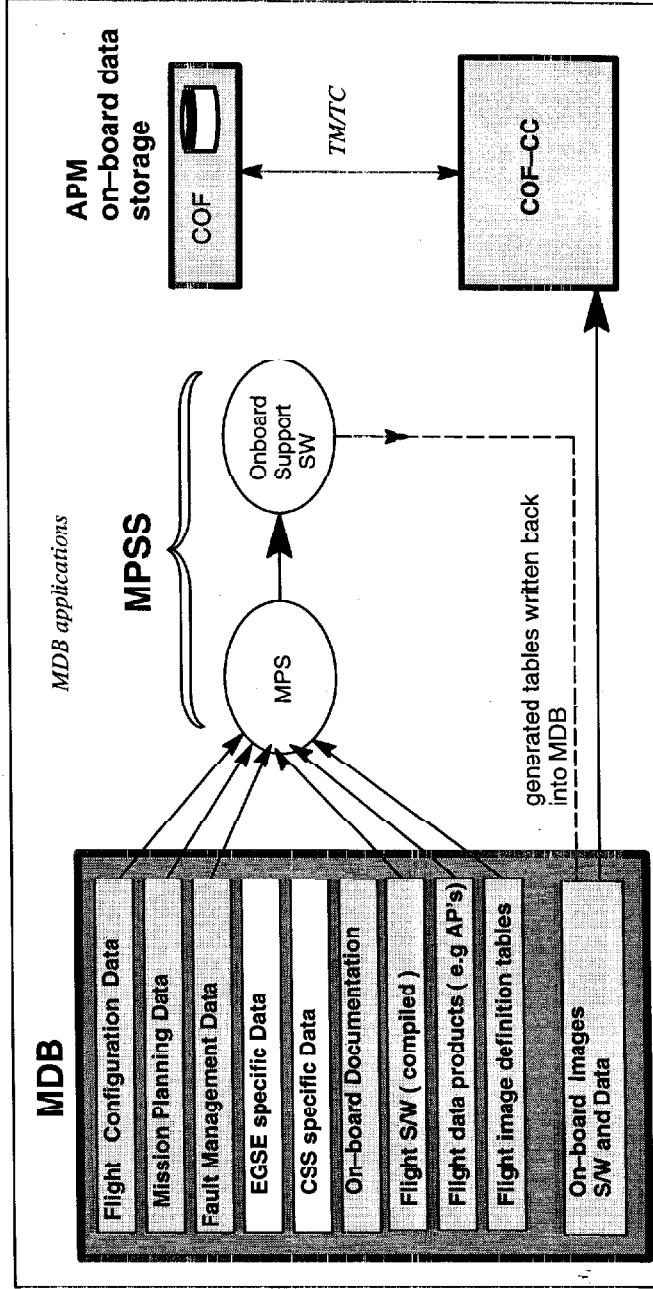 MDB
Flight Configuration Data
Mission Planning Data
Fault Management Data
EGSE specific Data
CSS specific Data
On-board Documentation
Flight S/W ( compiled )
Flight data products ( e.g AP's)
Flight image definition tables
On-board Images
S/W and Data
MDB applications
MPSS
MPS
Onboard
Support
SW
generated tables written back
into MDB
APM
on-board data
storage
COF
TM/TC
COF-CC